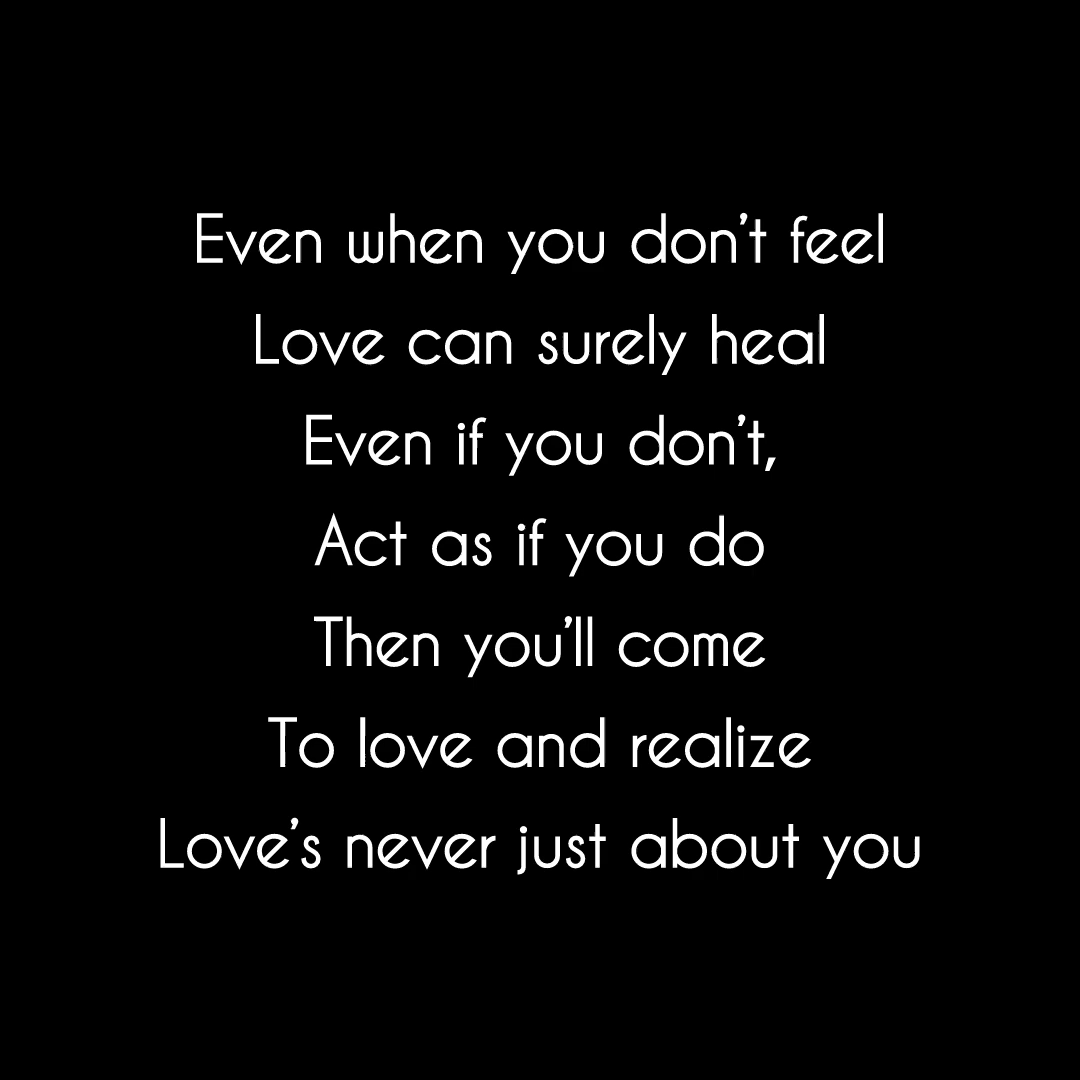 Even when you don’t feel
Love can surely heal
Even if you don’t,
Act as if you do
Then you’ll come
To love and realize
Love’s never just about you